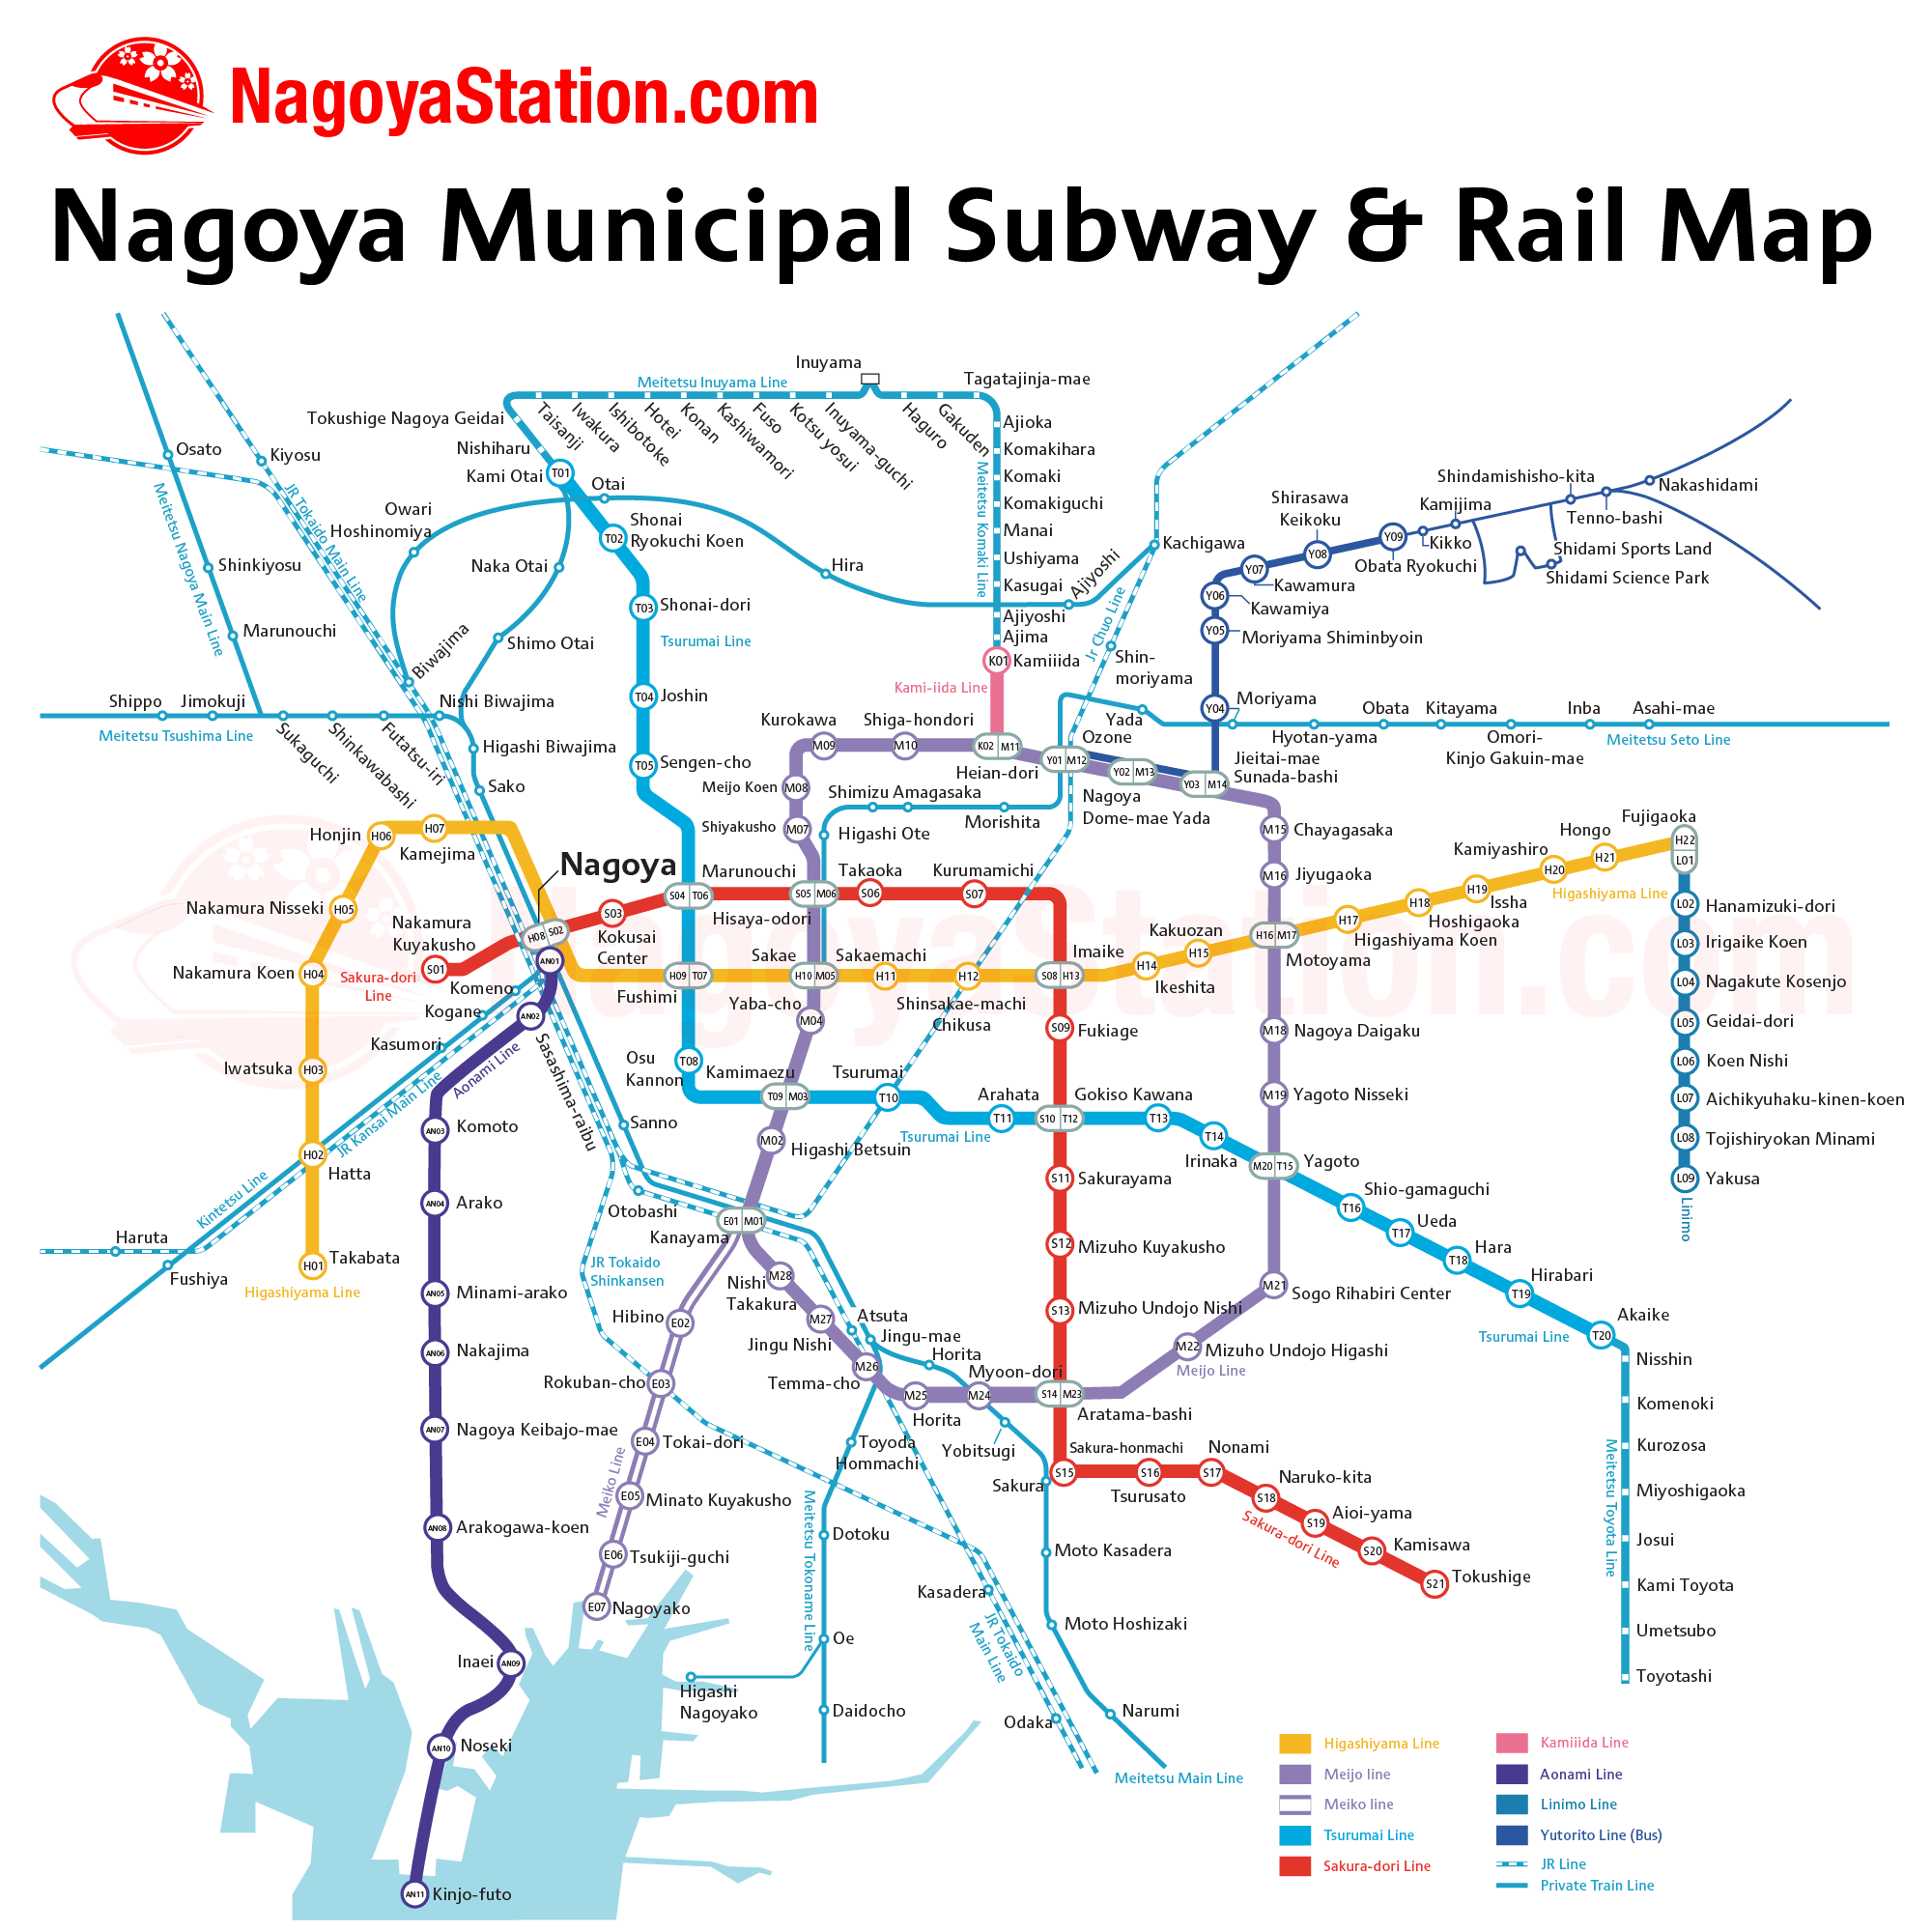 NagoyaStation.com
Nagoya Municipal Subway & Rail Map
Inuyama
Meitetsu Inuyama Line
Tagatajinja-mae
Tokushige Nagoya Geidai
Taisanji
Iwakura
Ishibotoke
Hotei
Konan
Kashiwamori
Fuso
Kotsu yosui
Inuyama-guchi
Haguro
Gakuden
Ajioka
Komakihara
Komaki
Komakiguchi
Manai
Ushiyama
Kasugai
Ajiyoshi
Ajima
Meitetsu Komaki Line
K01
Kamiiida
Kami-iida Line
Nishiharu
Kami Otai
T01
Otai
Osato
Kiyosu
JR Tokaido Main Line
Meitetsu Nagoya Main Line
Shinkiyosu
Marunouchi
Owari
Hoshinomiya
Naka Otai
Shimo Otai
Biwajima
Hira
Ajiyoshi
Kachigawa
Jr Chuo Line
Shin-
moriyama
T02
Shonai
Ryokuchi Koen
T03
Shonai-dori
Tsurumai Line
T04
Joshin
T05
Sengen-cho
Shindamishisho-kita
Nakashidami
Kamijima
Tenno-bashi
Shirasawa
Keikoku
Y09
Kikko
Obata Ryokuchi
Shidami Sports Land
Shidami Science Park
Y08
Y07
Kawamura
Y06
Kawamiya
Y05
Moriyama Shiminbyoin
Y04
Moriyama
Shippo
Jimokuji
Nishi Biwajima
Meitetsu Tsushima Line
Sukaguchi
Shinkawabashi
Futatsu-iri
Higashi Biwajima
Sako
Yada
Hyotan-yama
Obata
Kitayama
Omori-
Kinjo Gakuin-mae
Inba
Asahi-mae
Meitetsu Seto Line
Kurokawa
M09
Shiga-hondori
M10
K02
M11
Heian-dori
Ozone
Y01
M12
Y02
M13
Nagoya
Dome-mae Yada
Y03
M14
Jieitai-mae
Sunada-bashi
Meijo Koen
M08
Shimizu
Amagasaka
Morishita
Shiyakusho
M07
Higashi Ote
M15
Chayagasaka
M16
Jiyugaoka
Honjin
H06
H07
Kamejima
Nakamura Nisseki
H05
Nakamura Koen
H04
Iwatsuka
H03
H02
Hatta
H01
Takabata
Higashiyama Line
Nagoya
Nakamura
Kuyakusho
S01
Sakura-dori
Line
H08
S02
S03
Kokusai
Center
AN01
Marunouchi
S04
T06
Hisaya-odori
S05
M06
Takaoka
S06
Kurumamichi
S07
H09
T07
Fushimi
Sakae
H10
M05
Sakaemachi
H11
H12
Shinsakae-machi
Chikusa
Imaike
S08
H13
H14
Ikeshita
Kakuozan
H15
H16
M17
Motoyama
H17
Higashiyama Koen
H18
Hoshigaoka
H19
Issha
Kamiyashiro
H20
Hongo
H21
Fujigaoka
H22
L01
Higashiyama Line
L02
Hanamizuki-dori
L03
Irigaike Koen
L04
Nagakute Kosenjo
L05
Geidai-dori
L06
Koen Nishi
L07
Aichikyuhaku-kinen-koen
L08
Tojishiryokan Minami
L09
Yakusa
Linimo
Komeno
Kogane
Kasumori
AN02
Sasashima-raibu
Aonami Line
JR Kansai Main Line
Kintetsu Line
Haruta
Fushiya
Yaba-cho
M04
Osu
Kannon
T08
Kamimaezu
T09
M03
Tsurumai
T10
Tsurumai Line
Arahata
T11
S09
Fukiage
Gokiso
S10
T12
Kawana
T13
T14
Irinaka
M18
Nagoya Daigaku
M19
Yagoto Nisseki
M20
T15
Yagoto
T16
Shio-gamaguchi
T17
Ueda
T18
Hara
T19
Hirabari
T20
Akaike
Tsurumai Line
Nisshin
Komenoki
Kurozosa
Miyoshigaoka
Josui
Kami Toyota
Umetsubo
Toyotashi
Meitetsu Toyota Line
M02
Higashi Betsuin
Sanno
Otobashi
E01
M01
Kanayama
JR Tokaido
Shinkansen
S11
Sakurayama
S12
Mizuho Kuyakusho
S13
Mizuho Undojo Nishi
M21
Sogo Rihabiri Center
M22
Mizuho Undojo Higashi
Meijo Line
M28
Nishi
Takakura
M27
Jingu Nishi
Atsuta
Jingu-mae
M26
Temma-cho
Horita
M25
Horita
Myoon-dori
M24
S14
M23
Aratama-bashi
Yobitsugi
Hibino
E02
Rokuban-cho
E03
E04
Tokai-dori
Meiko Line
E05
Minato Kuyakusho
E06
Tsukiji-guchi
E07
Nagoyako
AN03
Komoto
AN04
Arako
AN05
Minami-arako
AN06
Nakajima
AN07
Nagoya Keibajo-mae
AN08
Arakogawa-koen
Inaei
AN09
AN10
Noseki
AN11
Kinjo-futo
Toyoda
Hommachi
Meitetsu Tokoname Line
Dotoku
Oe
Higashi
Nagoyako
Daidocho
Sakura
Sakura-honmachi
S15
S16
Tsurusato
Nonami
S17
S18
Naruko-kita
S19
Aioi-yama
S20
Kamisawa
S21
Tokushige
Sakura-dori Line
Moto Kasadera
Kasadera
JR Tokaido
Main Line
Moto Hoshizaki
Odaka
Narumi
Meitetsu Main Line
Higashiyama Line
Meijo line
Meiko line
Tsurumai Line
Sakura-dori Line
Kamiiida Line
Aonami Line
Linimo Line
Yutorito Line (Bus)
JR Line
Private Train Line
NagoyaStation.com